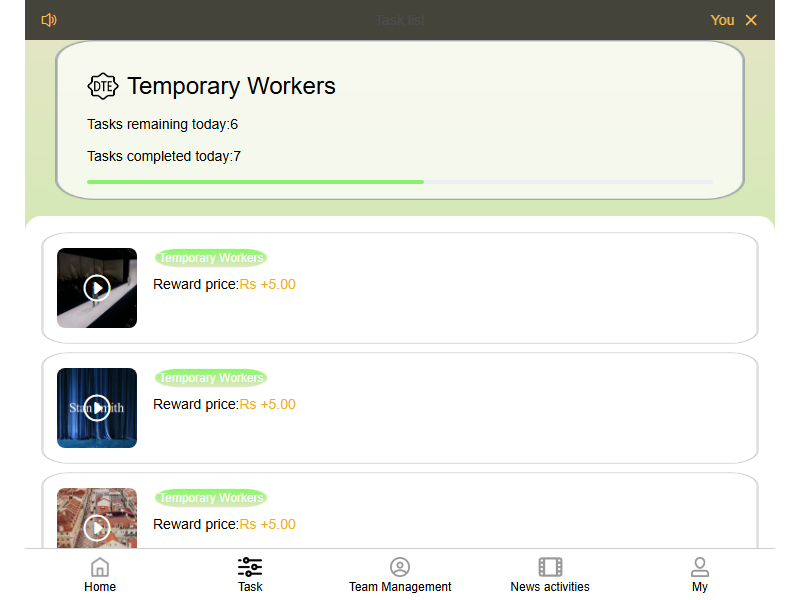 Task list
You
DTE
Temporary Workers
Tasks remaining today:6
Tasks completed today:7
Temporary Workers
Reward price:Rs +5.00
Temporary Workers
Reward price:Rs +5.00
Temporary Workers
Reward price:Rs +5.00
Home
Task
Team Management
News activities
My